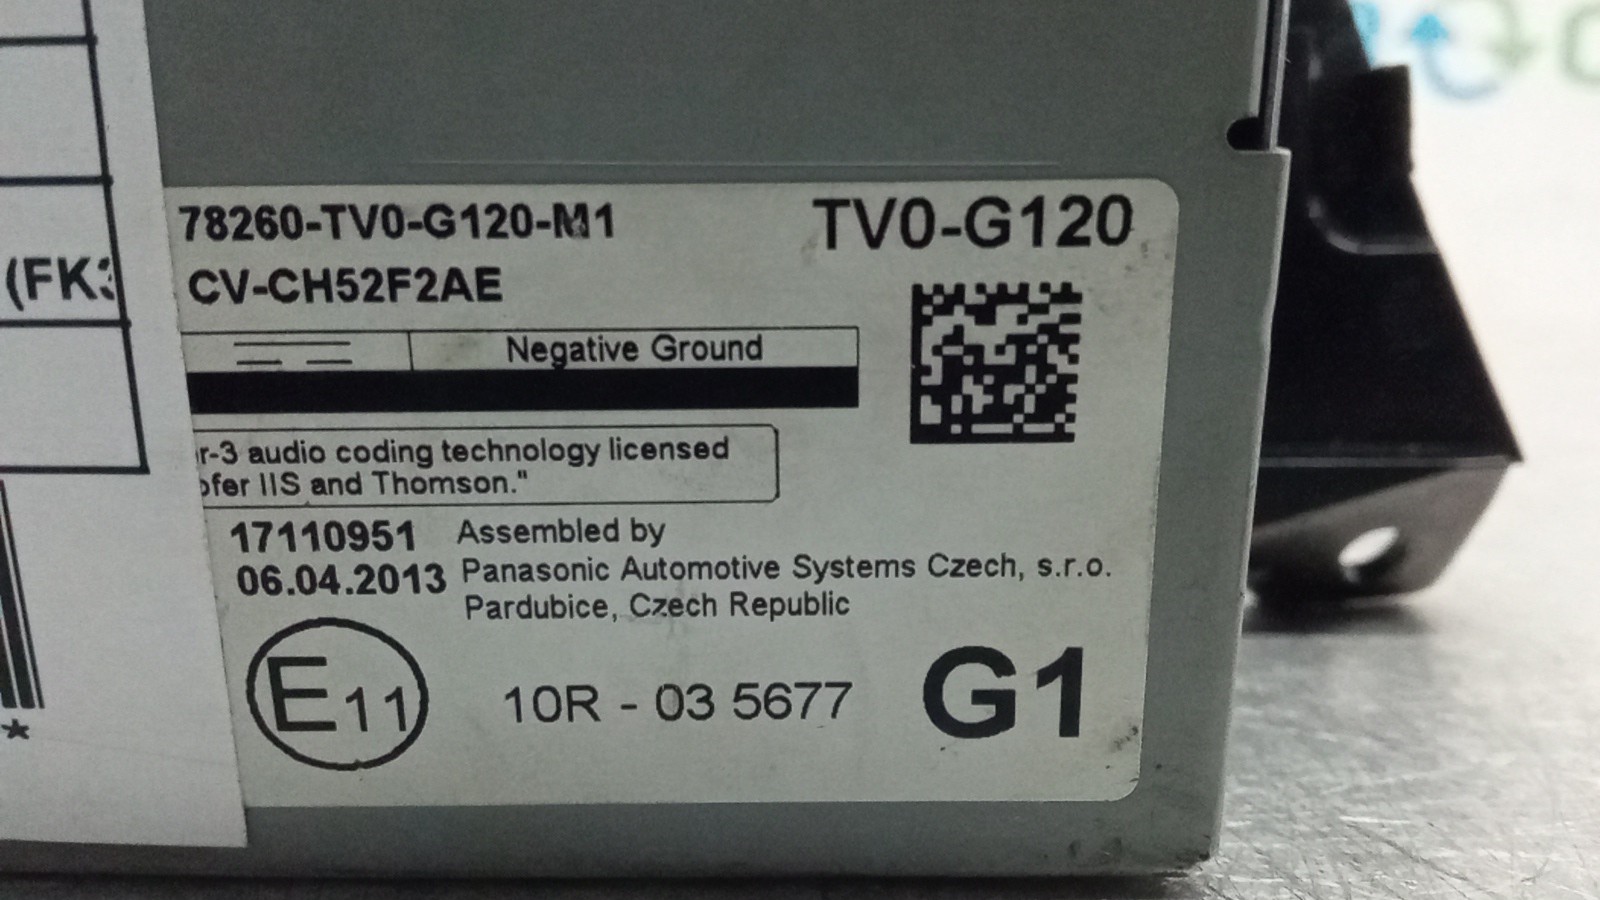 78260-TV0-G120-M1
TV0-G120
CV-CH52F2AE
(FK3
Negative Ground
r-3 audio coding technology licensed
ofer IIS and Thomson."
17110951
Assembled by
06.04.2013
Panasonic Automotive Systems Czech, s.r.o.
Pardubice, Czech Republic
E11
10R - 03 5677
G1
*